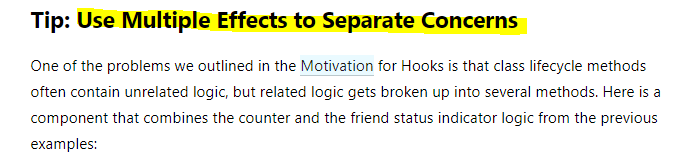 Tip: Use Multiple Effects to Separate Concerns
One of the problems we outlined in the Motivation for Hooks is that class lifecycle methods
often contain unrelated logic, but related logic gets broken up into several methods. Here is a
component that combines the counter and the friend status indicator logic from the previous
examples: